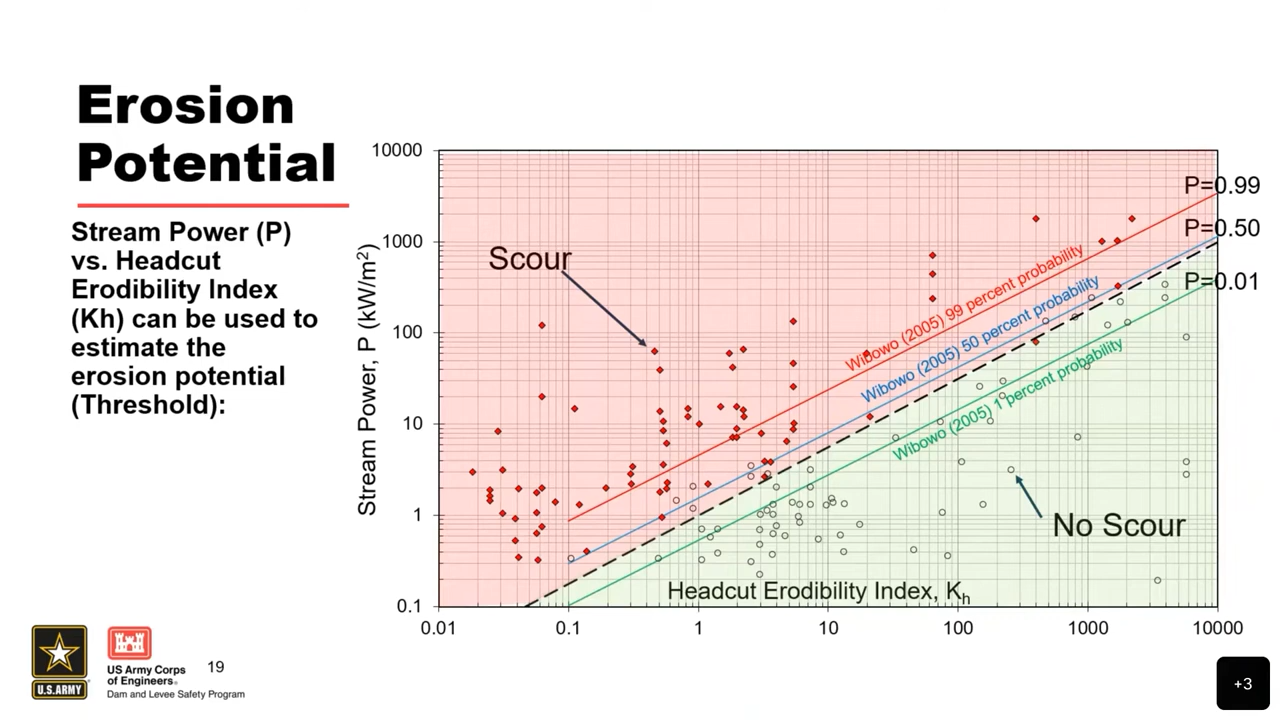 Erosion
Potential
Stream Power (P)
vs. Headcut
Erodibility Index
(Kh) can be used to
estimate the
erosion potential
(Threshold):
Stream Power, P (kW/m²)
10000
1000
100
10
1
0.1
Scour
Wibowo (2005) 99 percent probability
Wibowo (2005) 50 percent probability
Wibowo (2005) 1 percent probability
P=0.99
P=0.50
P=0.01
No Scour
Headcut Erodibility Index, Kh
0.01 0.1 1 10 100 1000 10000
U.S.ARMY
US Army Corps
of Engineers®
Dam and Levee Safety Program
19
+3